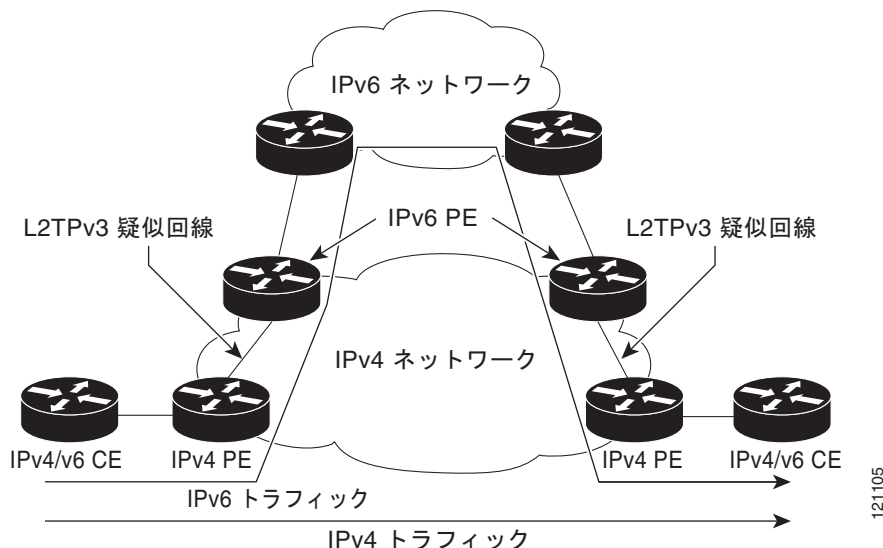 IPv6 ネットワーク
L2TPv3 疑似回線
IPv6 PE
L2TPv3 疑似回線
IPv4 ネットワーク
IPv4/v6 CE
IPv4 PE
IPv4 PE
IPv4/v6 CE
IPv6 トラフィック
IPv4 トラフィック
121105